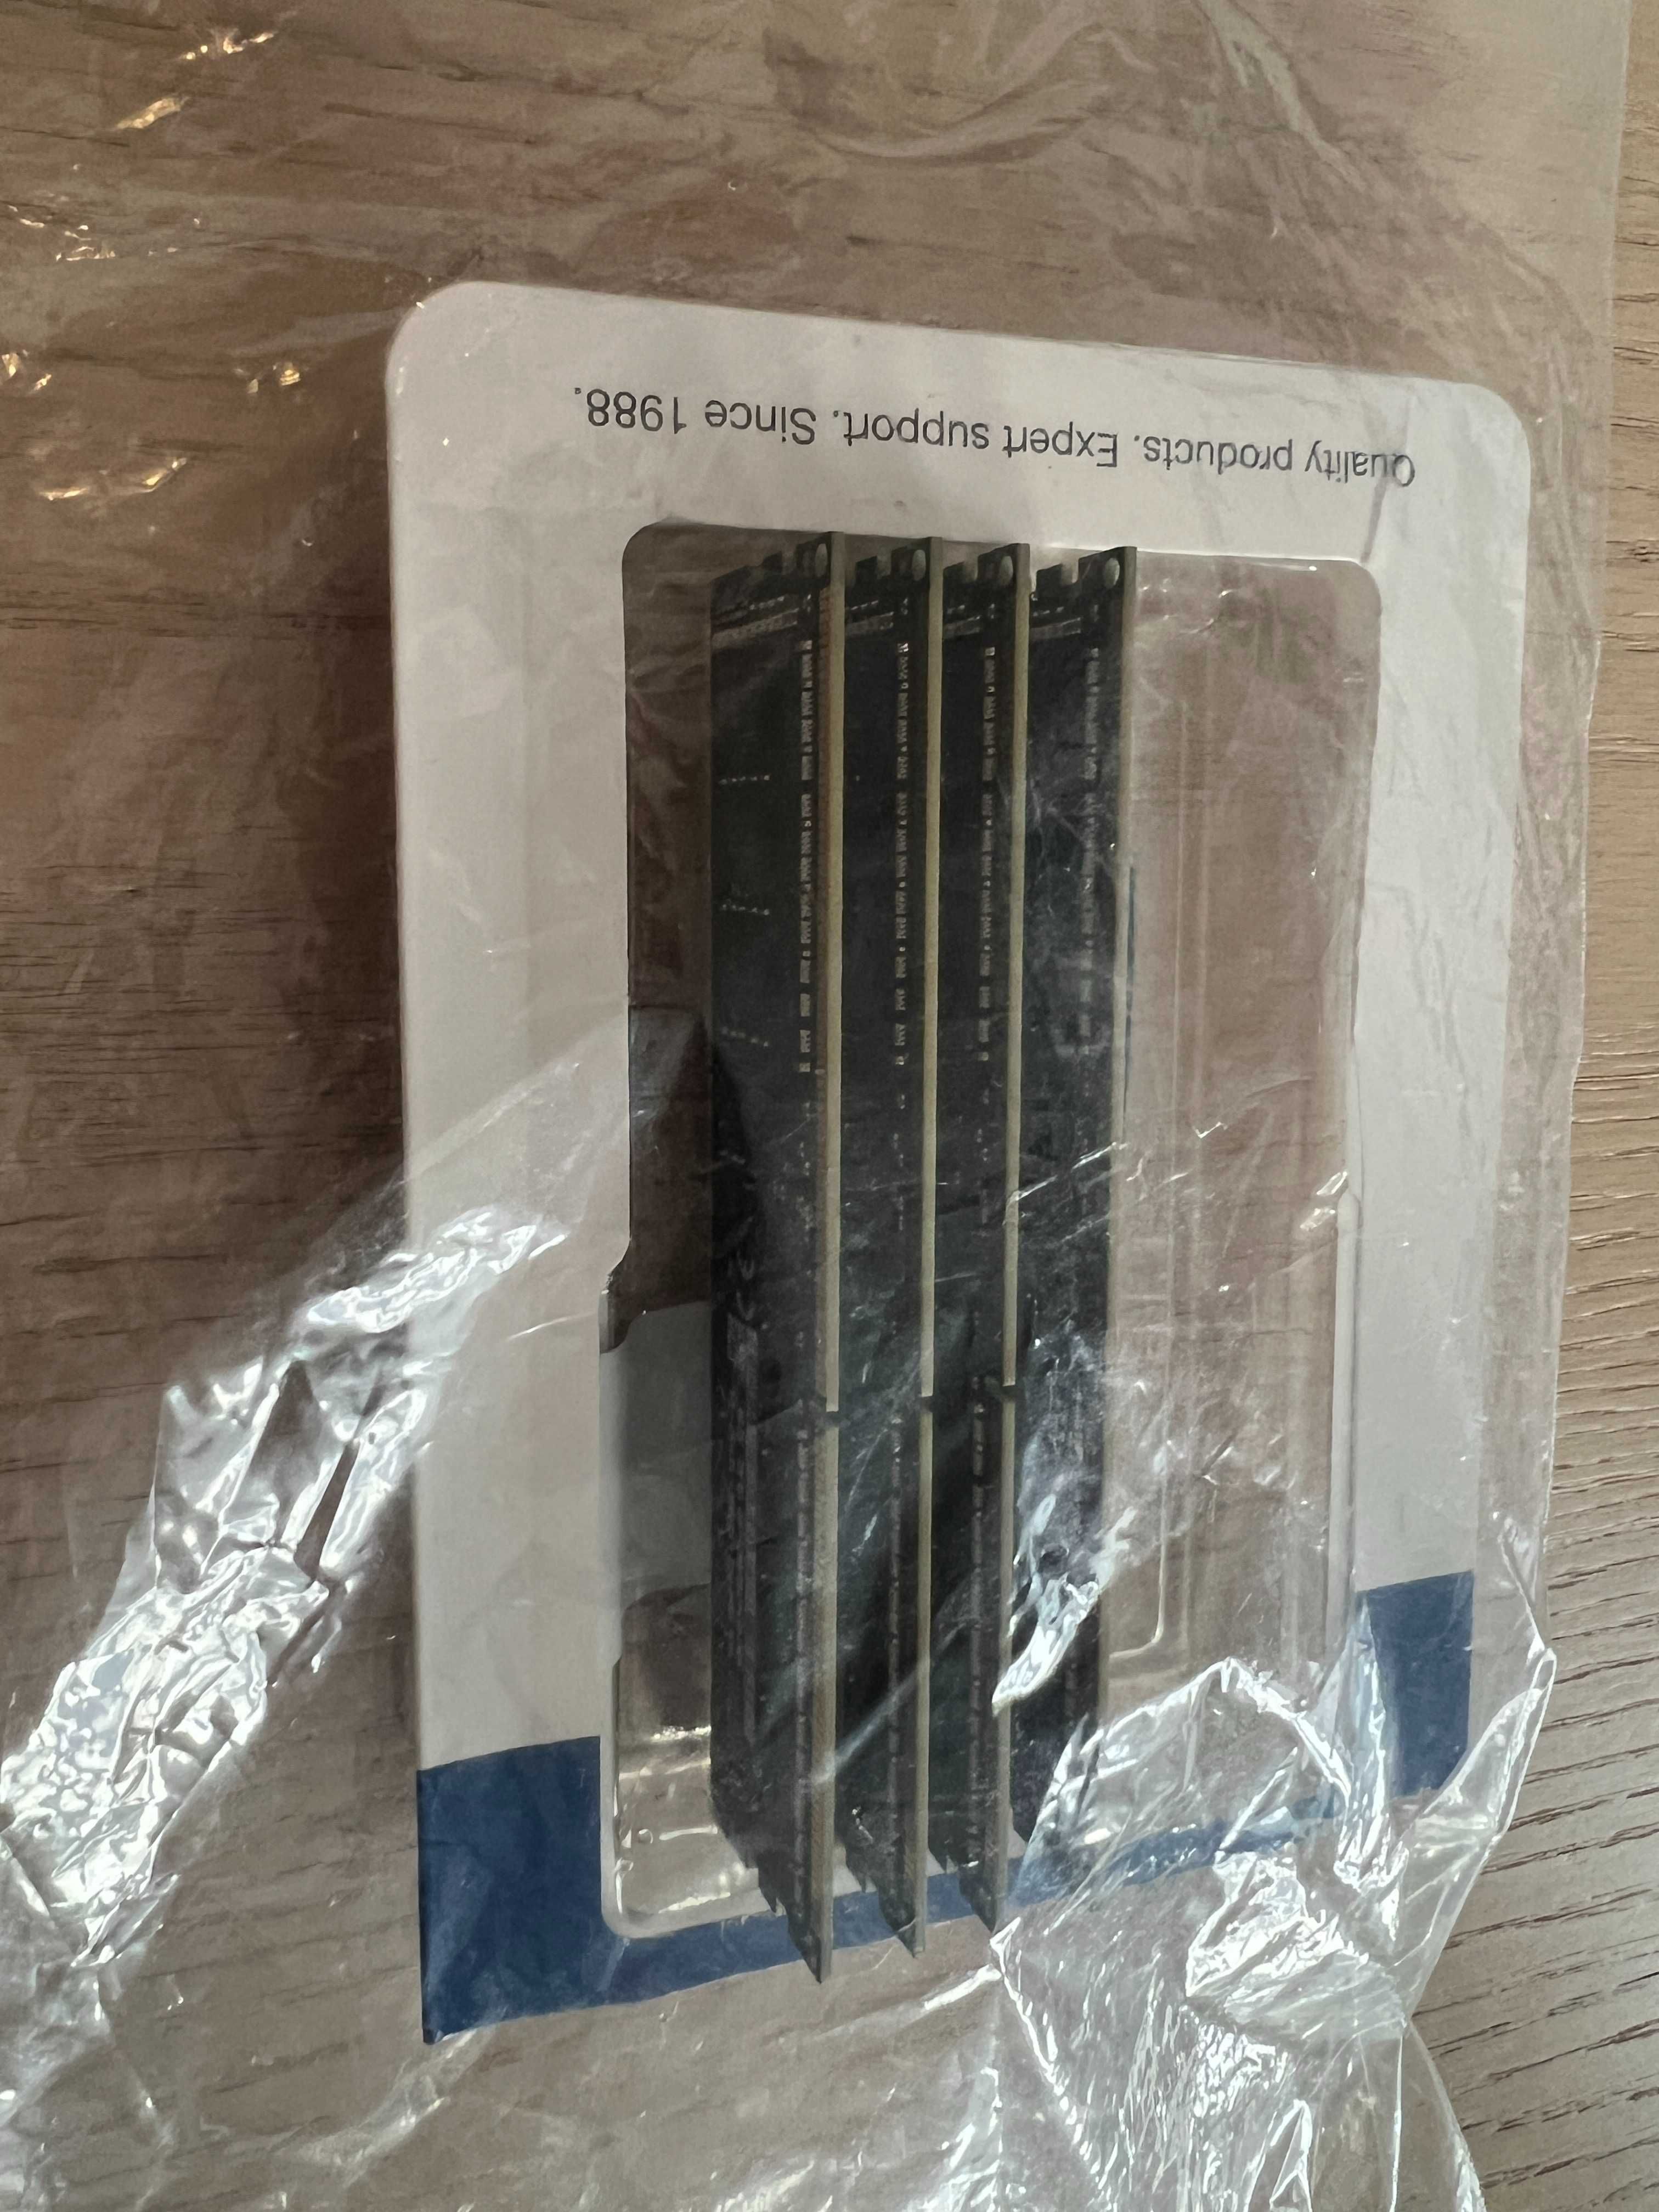 Quality products. Expert support. Since 1988.